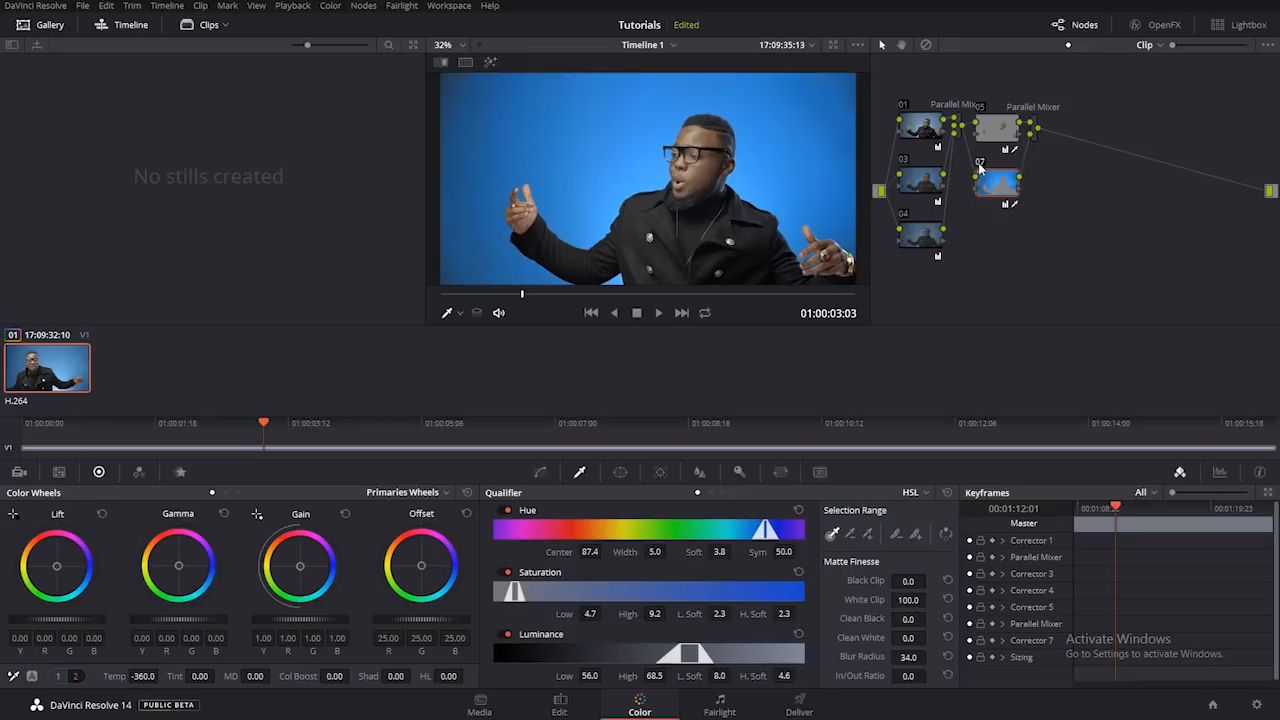 DaVinci Resolve File Edit Trim Timeline Clip Mark View Playback Color Nodes Fairlight Workspace Help
Gallery Timeline Clips Tutorials Edited Nodes OpenFX Lightbox
32% Timeline 1 17:09:35:13 Clip
01 Parallel Mix 05 Parallel Mixer
03 07
04
No stills created
01:00:03:03
01 17:09:32:10 V1
H.264
01:00:00:00 01:00:01:18 01:00:03:12 01:00:05:06 01:00:07:00 01:00:08:18 01:00:10:12 01:00:12:06 01:00:14:00 01:00:15:18
V1
Color Wheels Primaries Wheels Qualifier HSL Keyframes All
Lift Gamma Gain Offset
0.00 0.00 0.00 0.00 0.00 0.00 0.00 0.00 1.00 1.00 1.00 1.00 25.00 25.00 25.00
Y R G B Y R G B Y R G B R G B
A 1 2 Temp -360.0 Tint 0.00 MD 0.00 Col Boost 0.00 Shad 0.00 HL 0.00
Hue
Center 87.4 Width 5.0 Soft 3.8 Sym 50.0
Saturation
Low 4.7 High 9.2 L. Soft 2.3 H. Soft 2.3
Luminance
Low 56.0 High 68.5 L. Soft 8.0 H. Soft 4.6
Selection Range
Matte Finesse
Black Clip 0.0
White Clip 100.0
Clean Black 0.0
Clean White 0.0
Blur Radius 34.0
In/Out Ratio 0.0
00:01:12:01 01:19:23
Master
Corrector 1
Parallel Mixer
Corrector 3
Corrector 4
Corrector 5
Parallel Mixer
Corrector 7
Sizing
Activate Windows
Go to Settings to activate Windows.
DaVinci Resolve 14 PUBLIC BETA Media Edit Color Fairlight Deliver